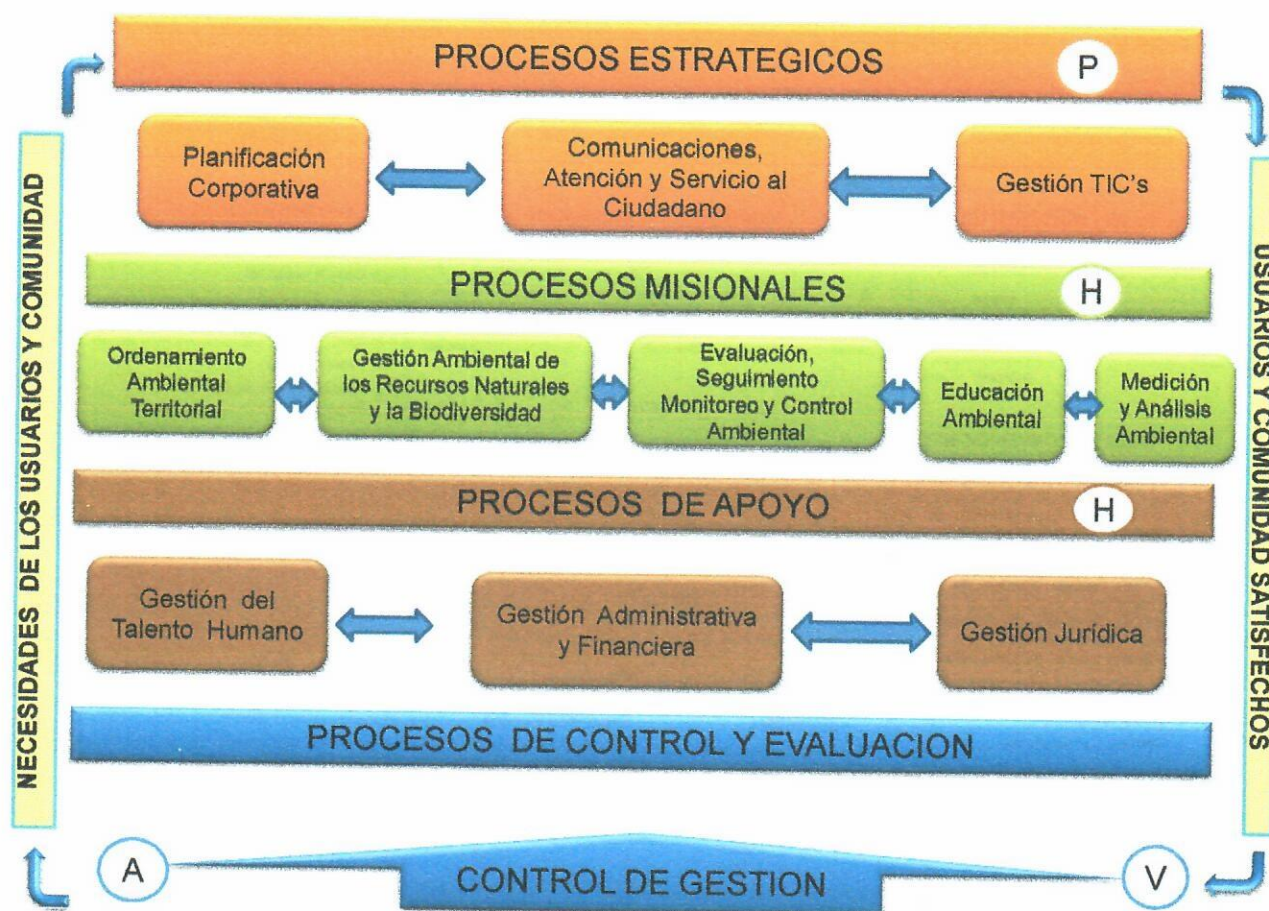 PROCESOS ESTRATEGICOS
P
Planificación
Corporativa
Comunicaciones,
Atención y Servicio al
Ciudadano
Gestión TIC's
PROCESOS MISIONALES
H
Ordenamiento
Ambiental
Territorial
Gestión Ambiental de
los Recursos Naturales
y la Biodiversidad
Evaluación,
Seguimiento
Monitoreo y Control
Ambiental
Educación
Ambiental
Medición
y Análisis
Ambiental
PROCESOS DE APOYO
H
Gestión del
Talento Humano
Gestión Administrativa
y Financiera
Gestión Jurídica
PROCESOS DE CONTROL Y EVALUACION
A
CONTROL DE GESTION
V
NECESIDADES DE LOS USUARIOS Y COMUNIDAD
USUARIOS Y COMUNIDAD SATISFECHOS